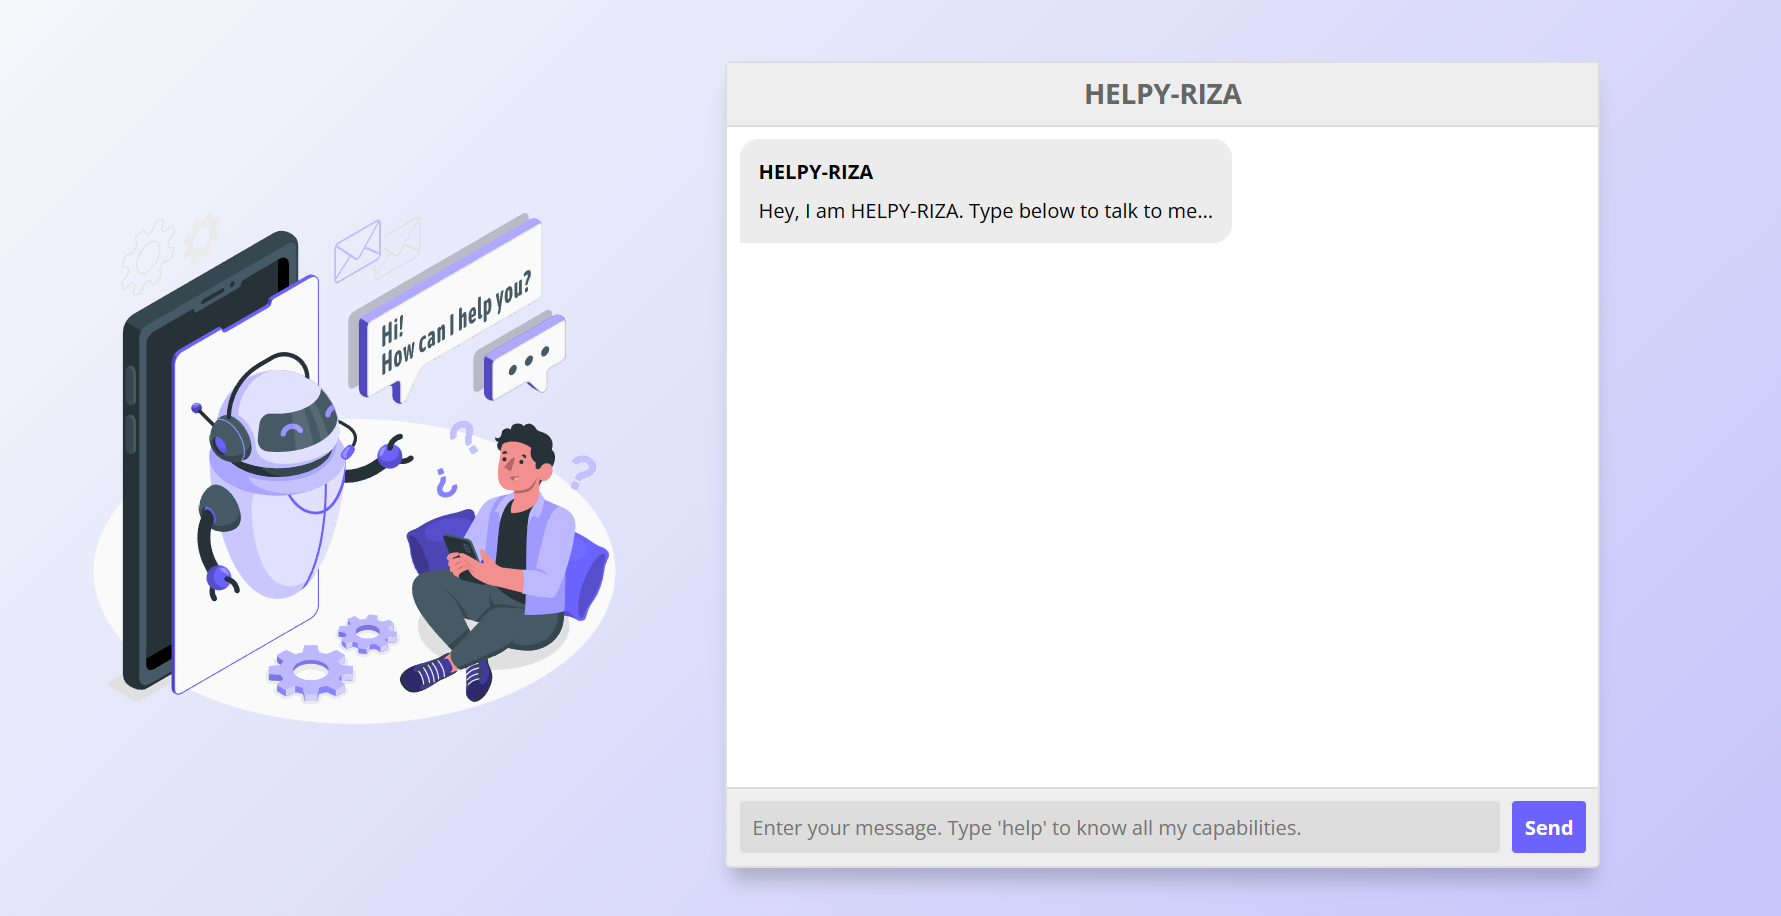 HELPY-RIZA
HELPY-RIZA
Hey, I am HELPY-RIZA. Type below to talk to me...
Hi!
How can I help you?
Enter your message. Type 'help' to know all my capabilities.
Send